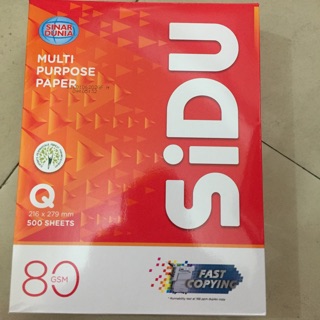 SINAR
DUNIA
MULTI
PURPOSE
PAPER
SiDU
Q
216 x 279 mm
500 SHEETS
80 GSM
FAST
COPYING